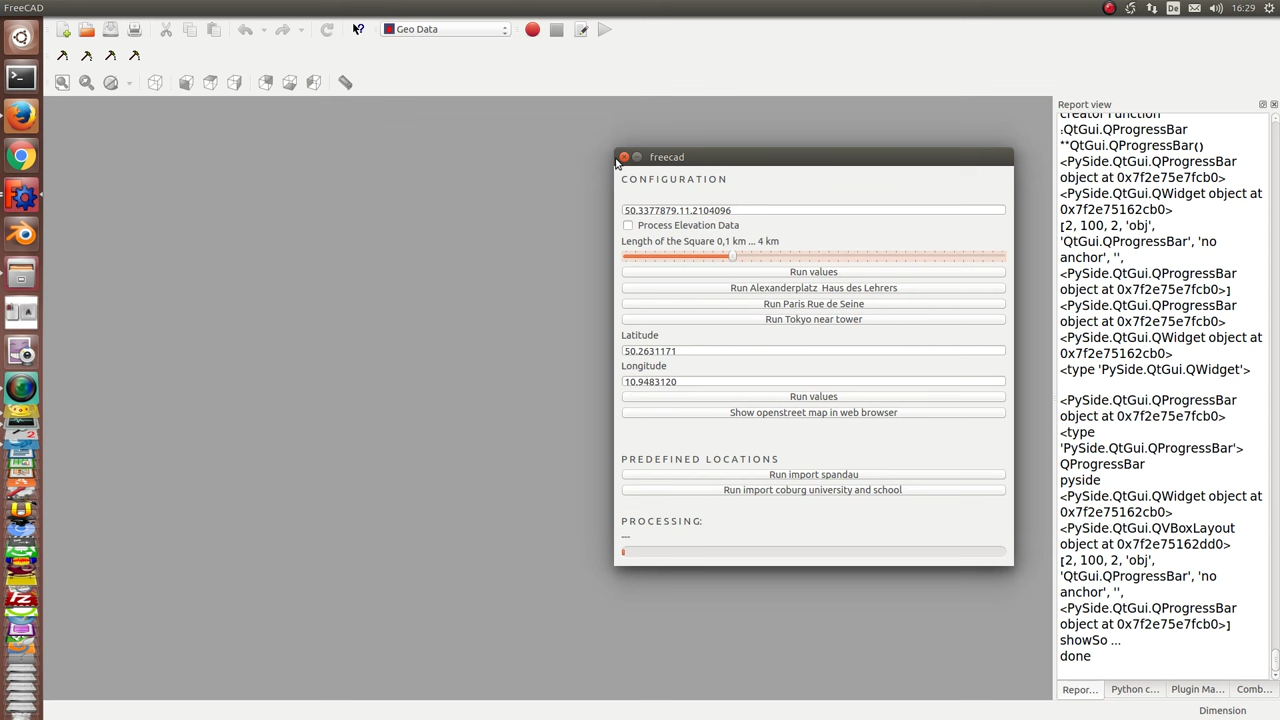 FreeCAD
De
16:29
Geo Data
Report view
creator Function
:QtGui.QProgressBar
**QtGui.QProgressBar()
<PySide.QtGui.QProgressBar object at 0x7f2e75e7fcb0>
<PySide.QtGui.QWidget object at 0x7f2e75162cb0>
[2, 100, 2, 'obj',
'QtGui.QProgressBar', 'no
anchor', '',
<PySide.QtGui.QProgressBar
object at 0x7f2e75e7fcb0>]
<PySide.QtGui.QProgressBar
object at 0x7f2e75e7fcb0>
<PySide.QtGui.QWidget object at
0x7f2e75162cb0>
<type 'PySide.QtGui.QWidget'>
<PySide.QtGui.QProgressBar
object at 0x7f2e75e7fcb0>
<type
'PySide.QtGui.QProgressBar'>
QProgressBar
pyside
<PySide.QtGui.QWidget object at
0x7f2e75162cb0>
<PySide.QtGui.QVBoxLayout
object at 0x7f2e75162dd0>
[2, 100, 2, 'obj',
'QtGui.QProgressBar', 'no
anchor', '',
<PySide.QtGui.QProgressBar
object at 0x7f2e75e7fcb0>]
showSo ...
done
Repor...
Python c...
Plugin Ma...
Comb...
Dimension
freecad
CONFIGURATION
50.3377879,11.2104096
Process Elevation Data
Length of the Square 0,1 km ... 4 km
Run values
Run Alexanderplatz Haus des Lehrers
Run Paris Rue de Seine
Run Tokyo near tower
Latitude
50.2631171
Longitude
10.9483120
Run values
Show openstreet map in web browser
PREDEFINED LOCATIONS
Run import spandau
Run import coburg university and school
PROCESSING:
---